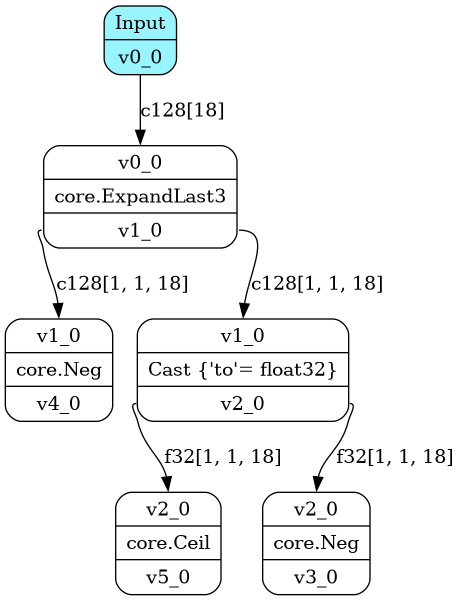 Input
v0_0
c128[18]
v0_0
core.ExpandLast3
v1_0
c128[1, 1, 18]
c128[1, 1, 18]
v1_0
core.Neg
v4_0
v1_0
Cast {'to'= float32}
v2_0
f32[1, 1, 18]
f32[1, 1, 18]
v2_0
core.Ceil
v5_0
v2_0
core.Neg
v3_0